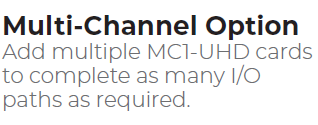 Multi-Channel Option
Add multiple MC1-UHD cards
to complete as many I/O
paths as required.